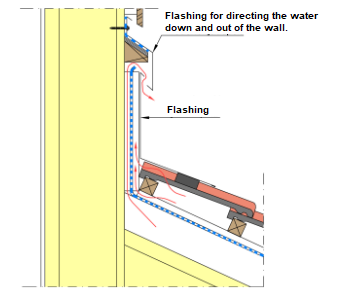 Flashing for directing the water
down and out of the wall.
Flashing